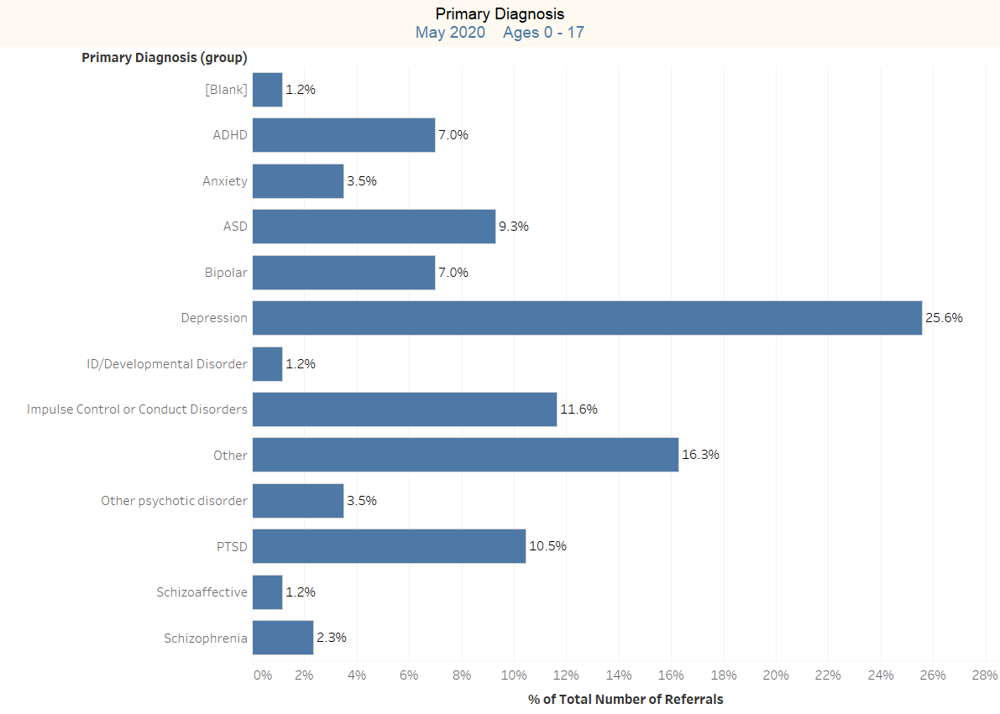 Primary Diagnosis
May 2020 Ages 0 - 17
Primary Diagnosis (group)
[Blank] 1.2%
ADHD 7.0%
Anxiety 3.5%
ASD 9.3%
Bipolar 7.0%
Depression 25.6%
ID/Developmental Disorder 1.2%
Impulse Control or Conduct Disorders 11.6%
Other 16.3%
Other psychotic disorder 3.5%
PTSD 10.5%
Schizoaffective 1.2%
Schizophrenia 2.3%
0% 2% 4% 6% 8% 10% 12% 14% 16% 18% 20% 22% 24% 26% 28%
% of Total Number of Referrals